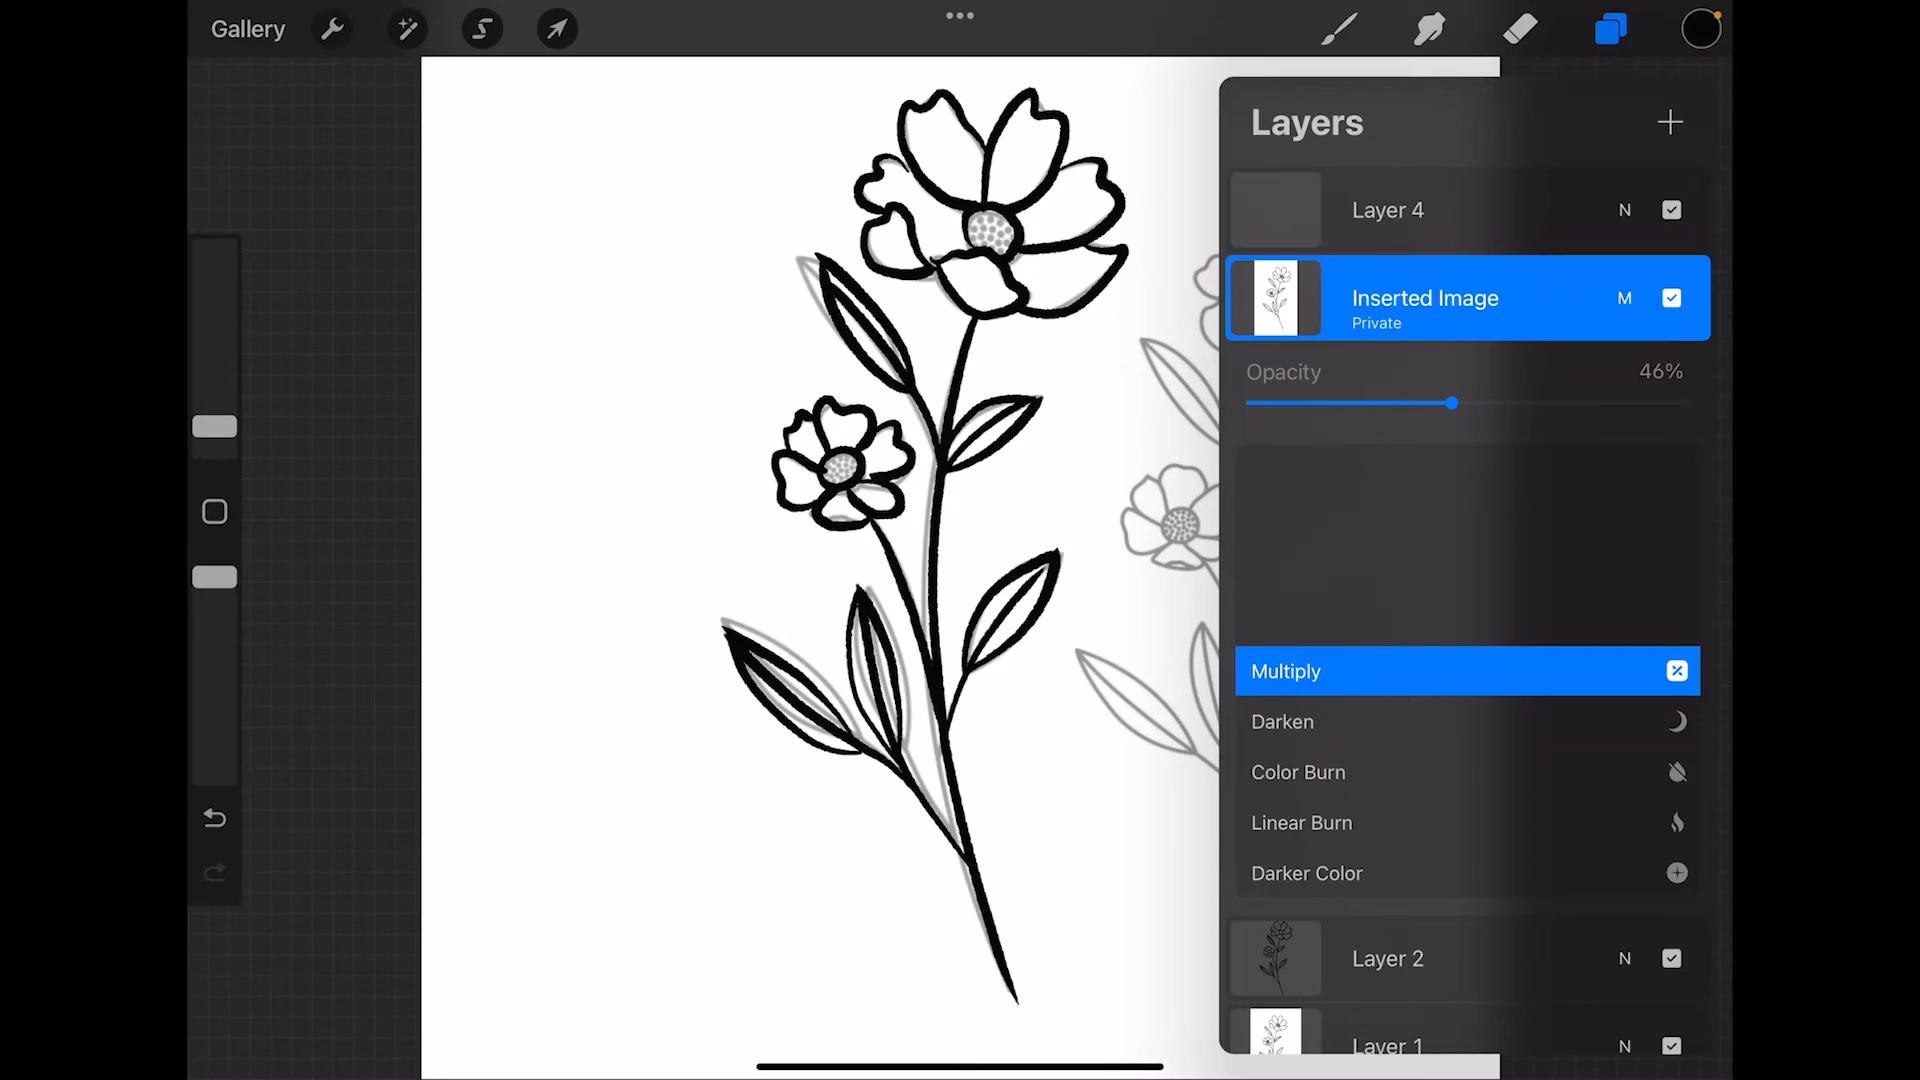 Gallery
Layers
Layer 4 N
Inserted Image M
Private
Opacity 46%
Multiply
Darken
Color Burn
Linear Burn
Darker Color
Layer 2 N
Layer 1 N